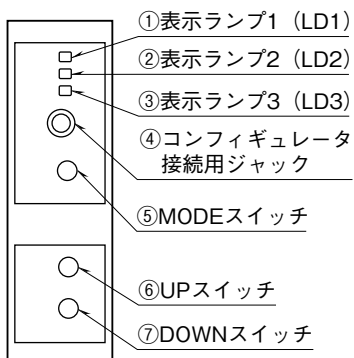 ①表示ランプ1（LD1）
②表示ランプ2（LD2）
③表示ランプ3（LD3）
④コンフィギュレータ
接続用ジャック
⑤MODEスイッチ
⑥UPスイッチ
⑦DOWNスイッチ